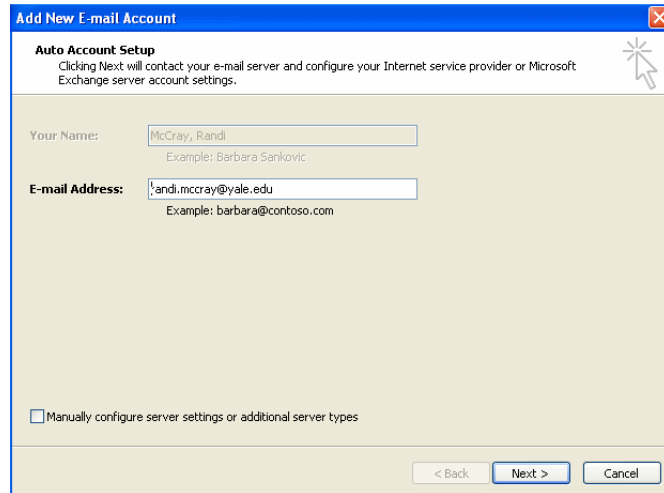 Add New E-mail Account
Auto Account Setup
Clicking Next will contact your e-mail server and configure your Internet service provider or Microsoft
Exchange server account settings.
Your Name: McCray, Randi
Example: Barbara Sankovic
E-mail Address: randi.mccray@yale.edu
Example: barbara@contoso.com
Manually configure server settings or additional server types
< Back Next > Cancel